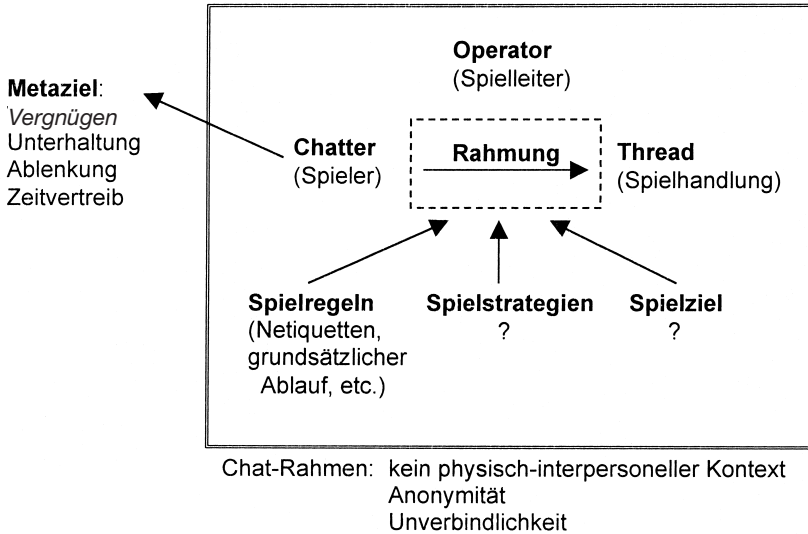 Operator
(Spielleiter)
Metaziel:
Vergnügen
Unterhaltung
Ablenkung
Zeitvertreib
Chatter
(Spieler)
Rahmung
Thread
(Spielhandlung)
Spielregeln
(Netiquetten,
grundsätzlicher
Ablauf, etc.)
Spielstrategien
?
Spielziel
?
Chat-Rahmen: kein physisch-interpersoneller Kontext
Anonymität
Unverbindlichkeit